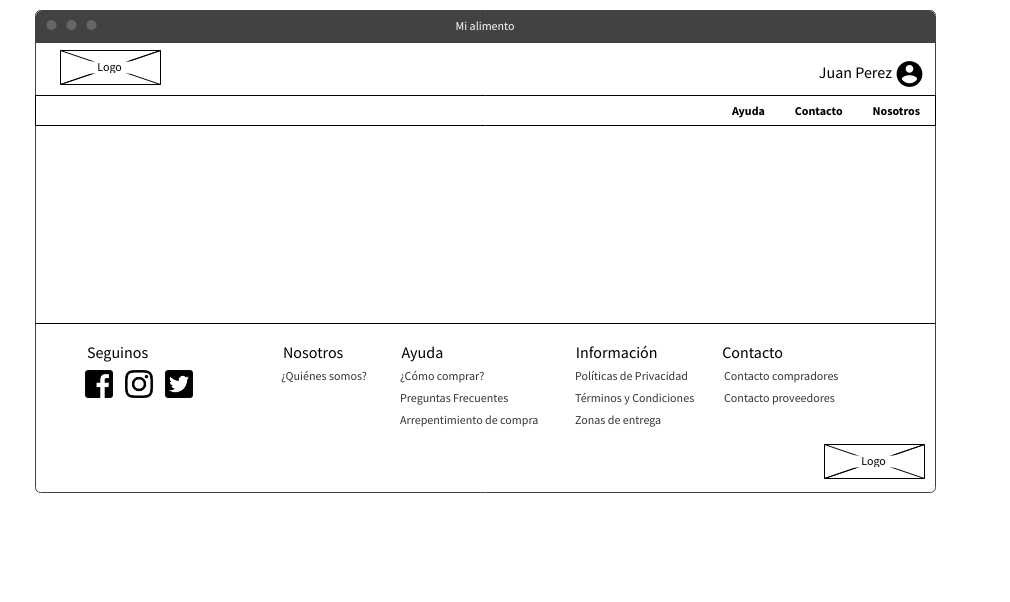 Mi alimento
Logo
Juan Perez
Ayuda Contacto Nosotros
Seguinos
Nosotros
¿Quiénes somos?
Ayuda
¿Cómo comprar?
Preguntas Frecuentes
Arrepentimiento de compra
Información
Políticas de Privacidad
Términos y Condiciones
Zonas de entrega
Contacto
Contacto compradores
Contacto proveedores
Logo